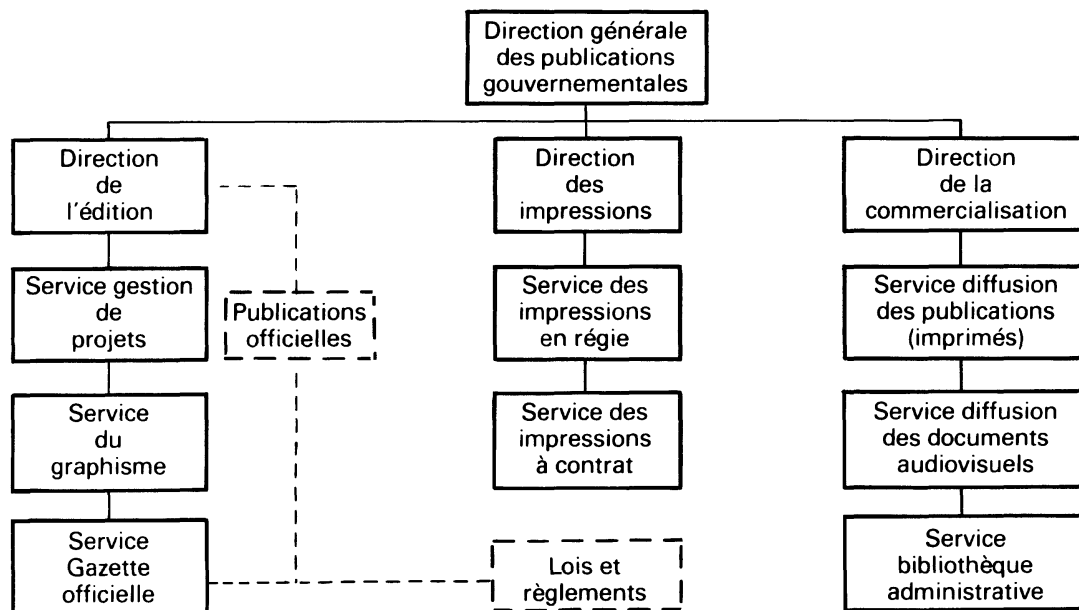 Direction générale
des publications
gouvernementales
Direction
de
l'édition
Direction
des
impressions
Direction
de la
commercialisation
Service gestion
de
projets
Publications
officielles
Service des
impressions
en régie
Service diffusion
des publications
(imprimés)
Service
du
graphisme
Service des
impressions
à contrat
Service diffusion
des documents
audiovisuels
Service
Gazette
officielle
Lois et
règlements
Service
bibliothèque
administrative